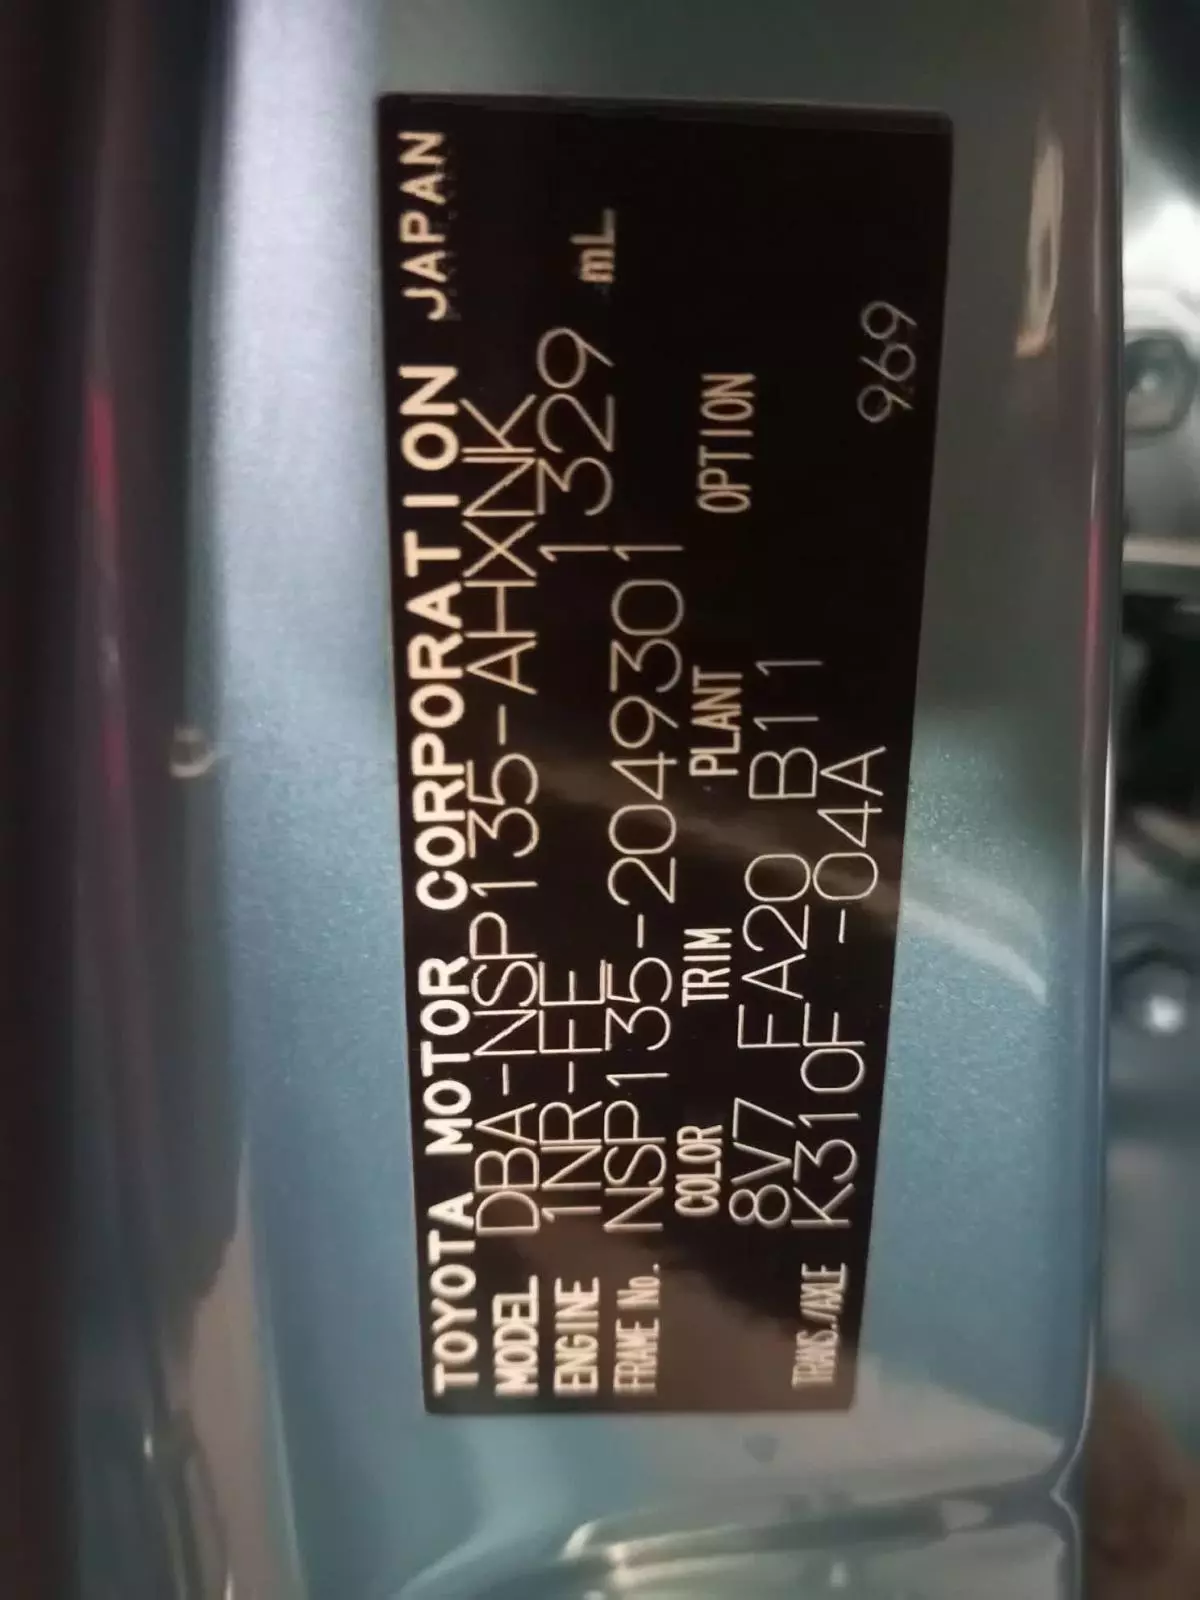 TOYOTA MOTOR CORPORATION JAPAN
MODEL DBA-NSP135-AHXNK
ENGINE 1NR-FE 1329 mL
FRAME No. NSP135-2049301
COLOR TRIM PLANT OPTION
8V7 FA20 B11
TRANS./AXLE K310F -04A 969